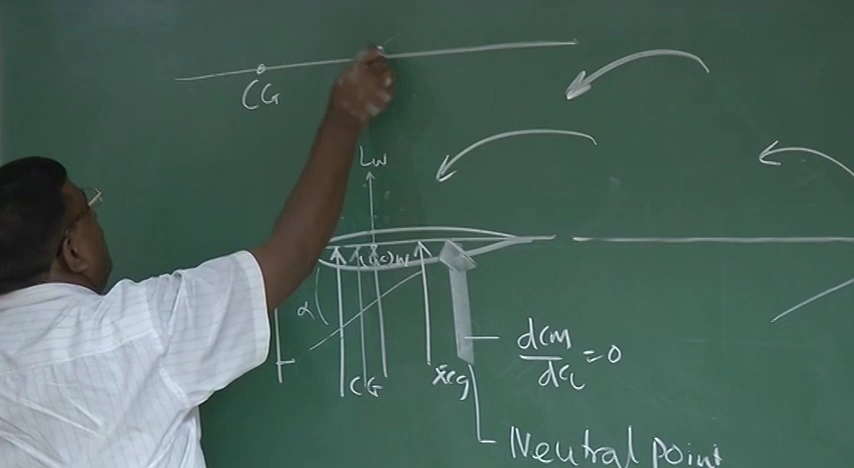 CG
Lw
(ac)w
α
CG
Xcg
dCm
dCL
=0
Neutral point